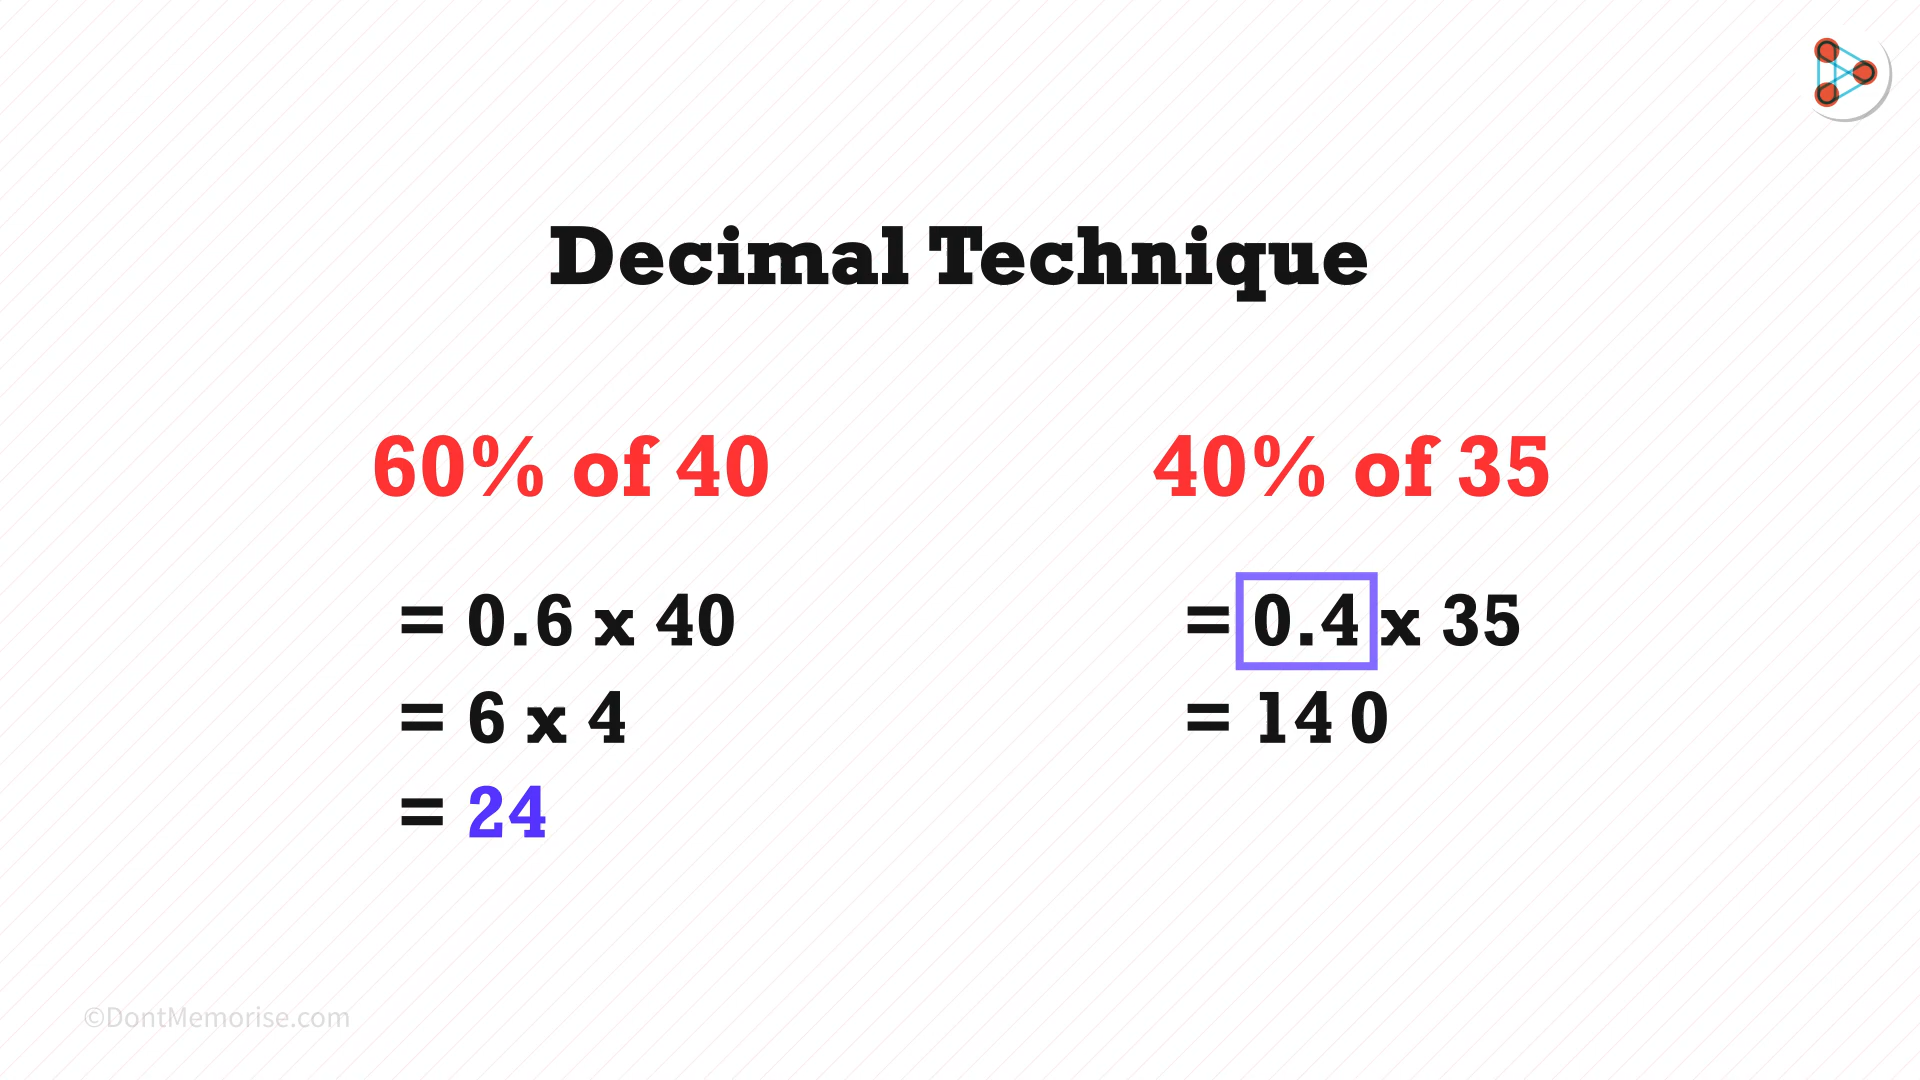 Decimal Technique
60% of 40
= 0.6 x 40
= 6 x 4
= 24
40% of 35
= 0.4 x 35
= 14 0
©DontMemorise.com